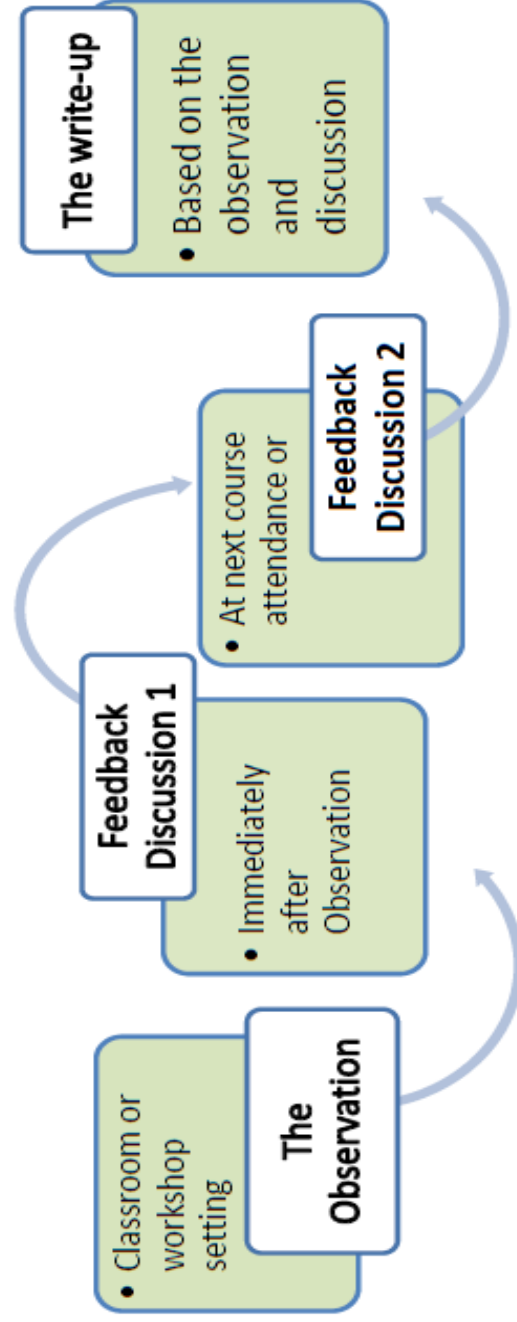 • Classroom or
workshop
setting
The
Observation
Feedback
Discussion 1
• Immediately
after
Observation
• At next course
attendance or
Feedback
Discussion 2
The write-up
• Based on the
observation
and
discussion